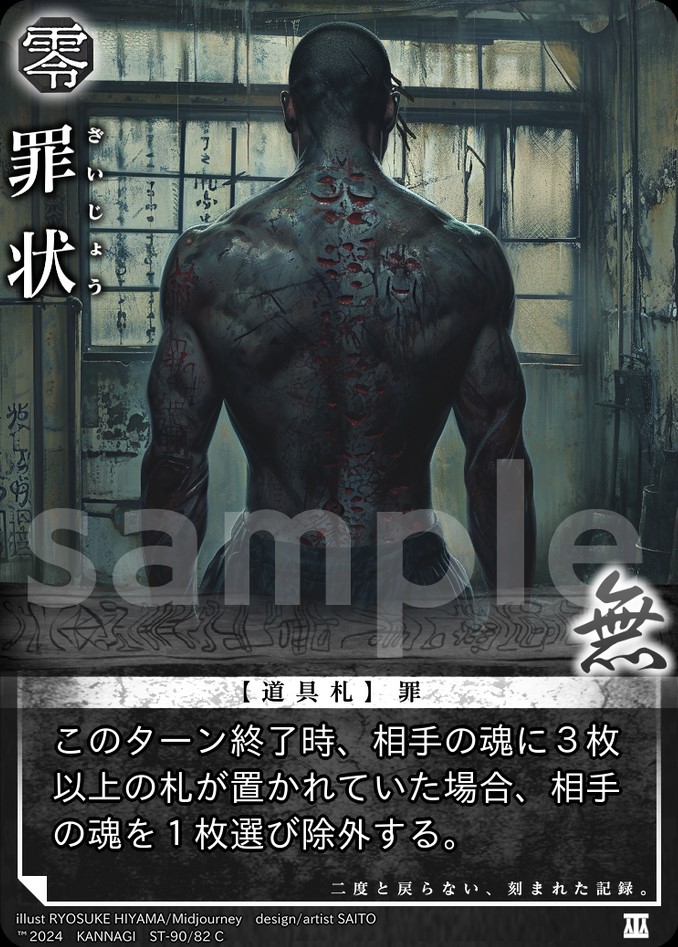 零
罪状
ざいじょう
sample
無
【道具札】罪
このターン終了時、相手の魂に３枚
以上の札が置かれていた場合、相手
の魂を１枚選び除外する。
二度と戻らない、刻まれた記録。
illust RYOSUKE HIYAMA/Midjourney design/artist SAITO
™2024 KANNAGI ST-90/82 C